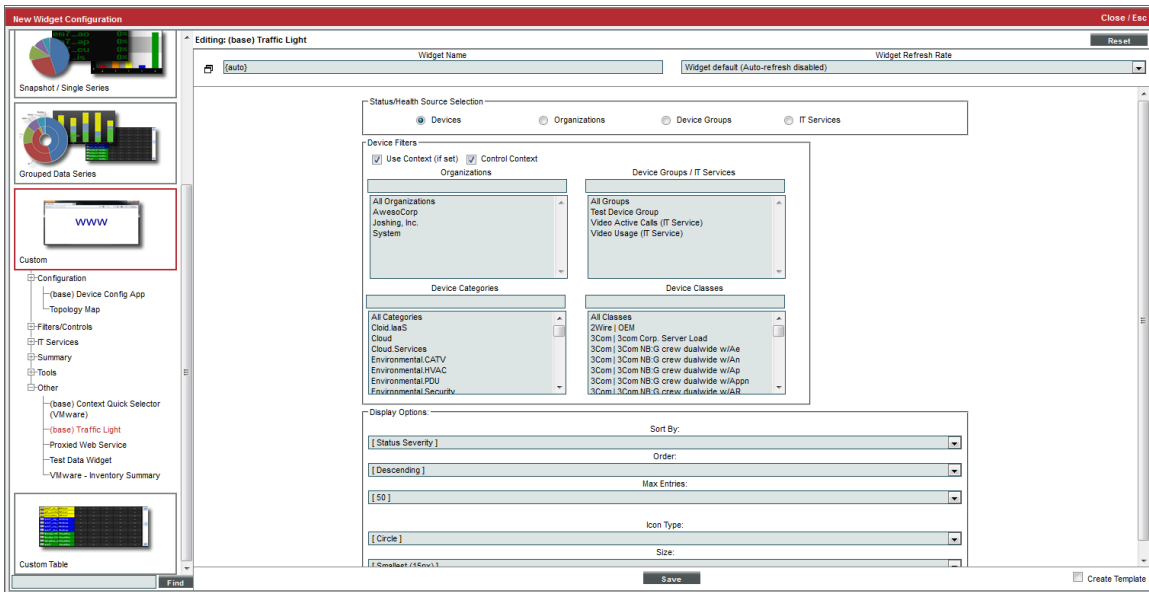 New Widget Configuration
Close / Esc
Snapshot / Single Series
Grouped Data Series
www
Custom
Configuration
(base) Device Config App
Topology Map
Filters/Controls
IT Services
Summary
Tools
Other
(base) Context Quick Selector
(VMware)
(base) Traffic Light
Proxied Web Service
Test Data Widget
VMware - Inventory Summary
Custom Table
Find
Editing: (base) Traffic Light
Reset
Widget Name
Widget Refresh Rate
{auto}
Widget default (Auto-refresh disabled)
Status/Health Source Selection
Devices
Organizations
Device Groups
IT Services
Device Filters
Use Context (if set)
Control Context
Organizations
Device Groups / IT Services
All Organizations
AwesoCorp
Joshing, Inc.
System
All Groups
Test Device Group
Video Active Calls (IT Service)
Video Usage (IT Service)
Device Categories
Device Classes
All Categories
Cloid.IaaS
Cloud
Cloud.Services
Environmental.CATV
Environmental.HVAC
Environmental.PDU
Environmental.Security
All Classes
2Wire | OEM
3Com | 3com Corp. Server Load
3Com | 3Com NB:G crew dualwide w/Ae
3Com | 3Com NB:G crew dualwide w/An
3Com | 3Com NB:G crew dualwide w/Ap
3Com | 3Com NB:G crew dualwide w/Appn
3Com | 3Com NB:G crew dualwide w/AR
Display Options:
Sort By:
[ Status Severity ]
Order:
[ Descending ]
Max Entries:
[ 50 ]
Icon Type:
[ Circle ]
Size:
[ Smallest (15px) ]
Save
Create Template